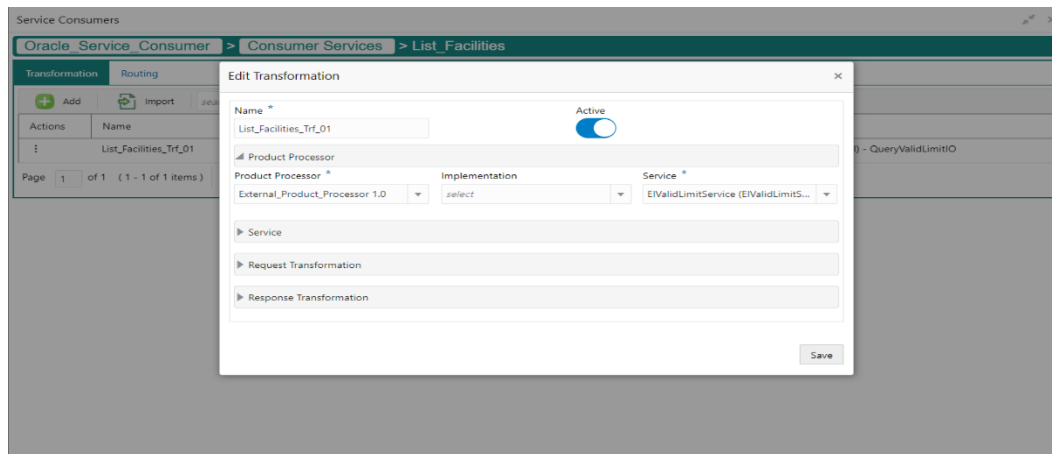 Service Consumers
Oracle_Service_Consumer > Consumer Services > List_Facilities
Transformation Routing
Edit Transformation
Add Import
Name * Active
List_Facilities_Trf_01
Actions Name
List_Facilities_Trf_01 - QueryValidLimitIO
Product Processor
Page 1 of 1 ( 1 - 1 of 1 items )
Product Processor * Implementation Service *
External_Product_Processor 1.0 select EIValidLimitService (EIValidLimitS...
Service
Request Transformation
Response Transformation
Save